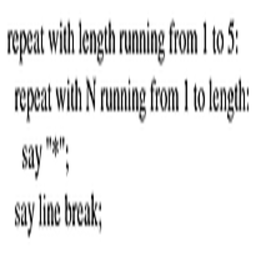 repeat with length running from 1 to 5:
repeat with N running from 1 to length:
say "*";
say line break;